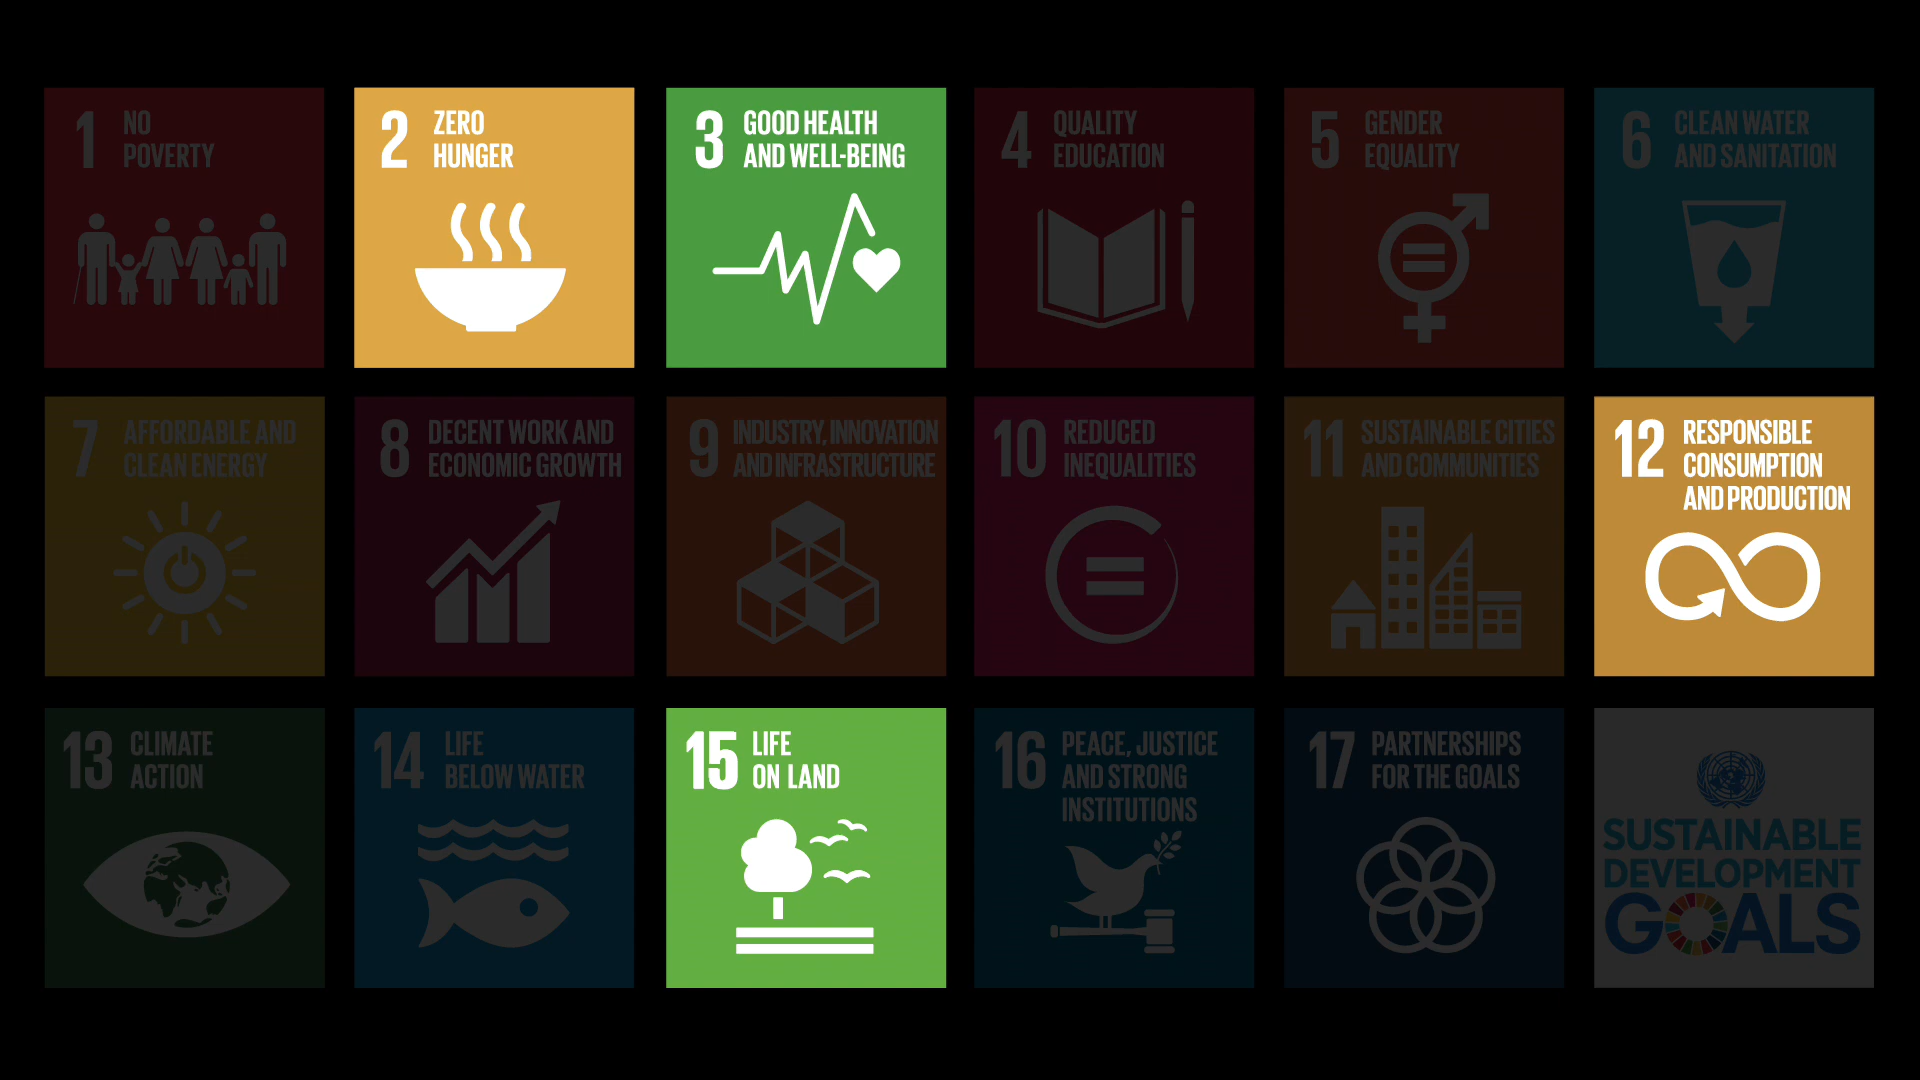 1 NO
POVERTY
2 ZERO
HUNGER
3 GOOD HEALTH
AND WELL-BEING
4 QUALITY
EDUCATION
5 GENDER
EQUALITY
6 CLEAN WATER
AND SANITATION
7 AFFORDABLE AND
CLEAN ENERGY
8 DECENT WORK AND
ECONOMIC GROWTH
9 INDUSTRY, INNOVATION
AND INFRASTRUCTURE
10 REDUCED
INEQUALITIES
11 SUSTAINABLE CITIES
AND COMMUNITIES
12 RESPONSIBLE
CONSUMPTION
AND PRODUCTION
13 CLIMATE
ACTION
14 LIFE
BELOW WATER
15 LIFE
ON LAND
16 PEACE, JUSTICE
AND STRONG
INSTITUTIONS
17 PARTNERSHIPS
FOR THE GOALS
SUSTAINABLE
DEVELOPMENT
GOALS